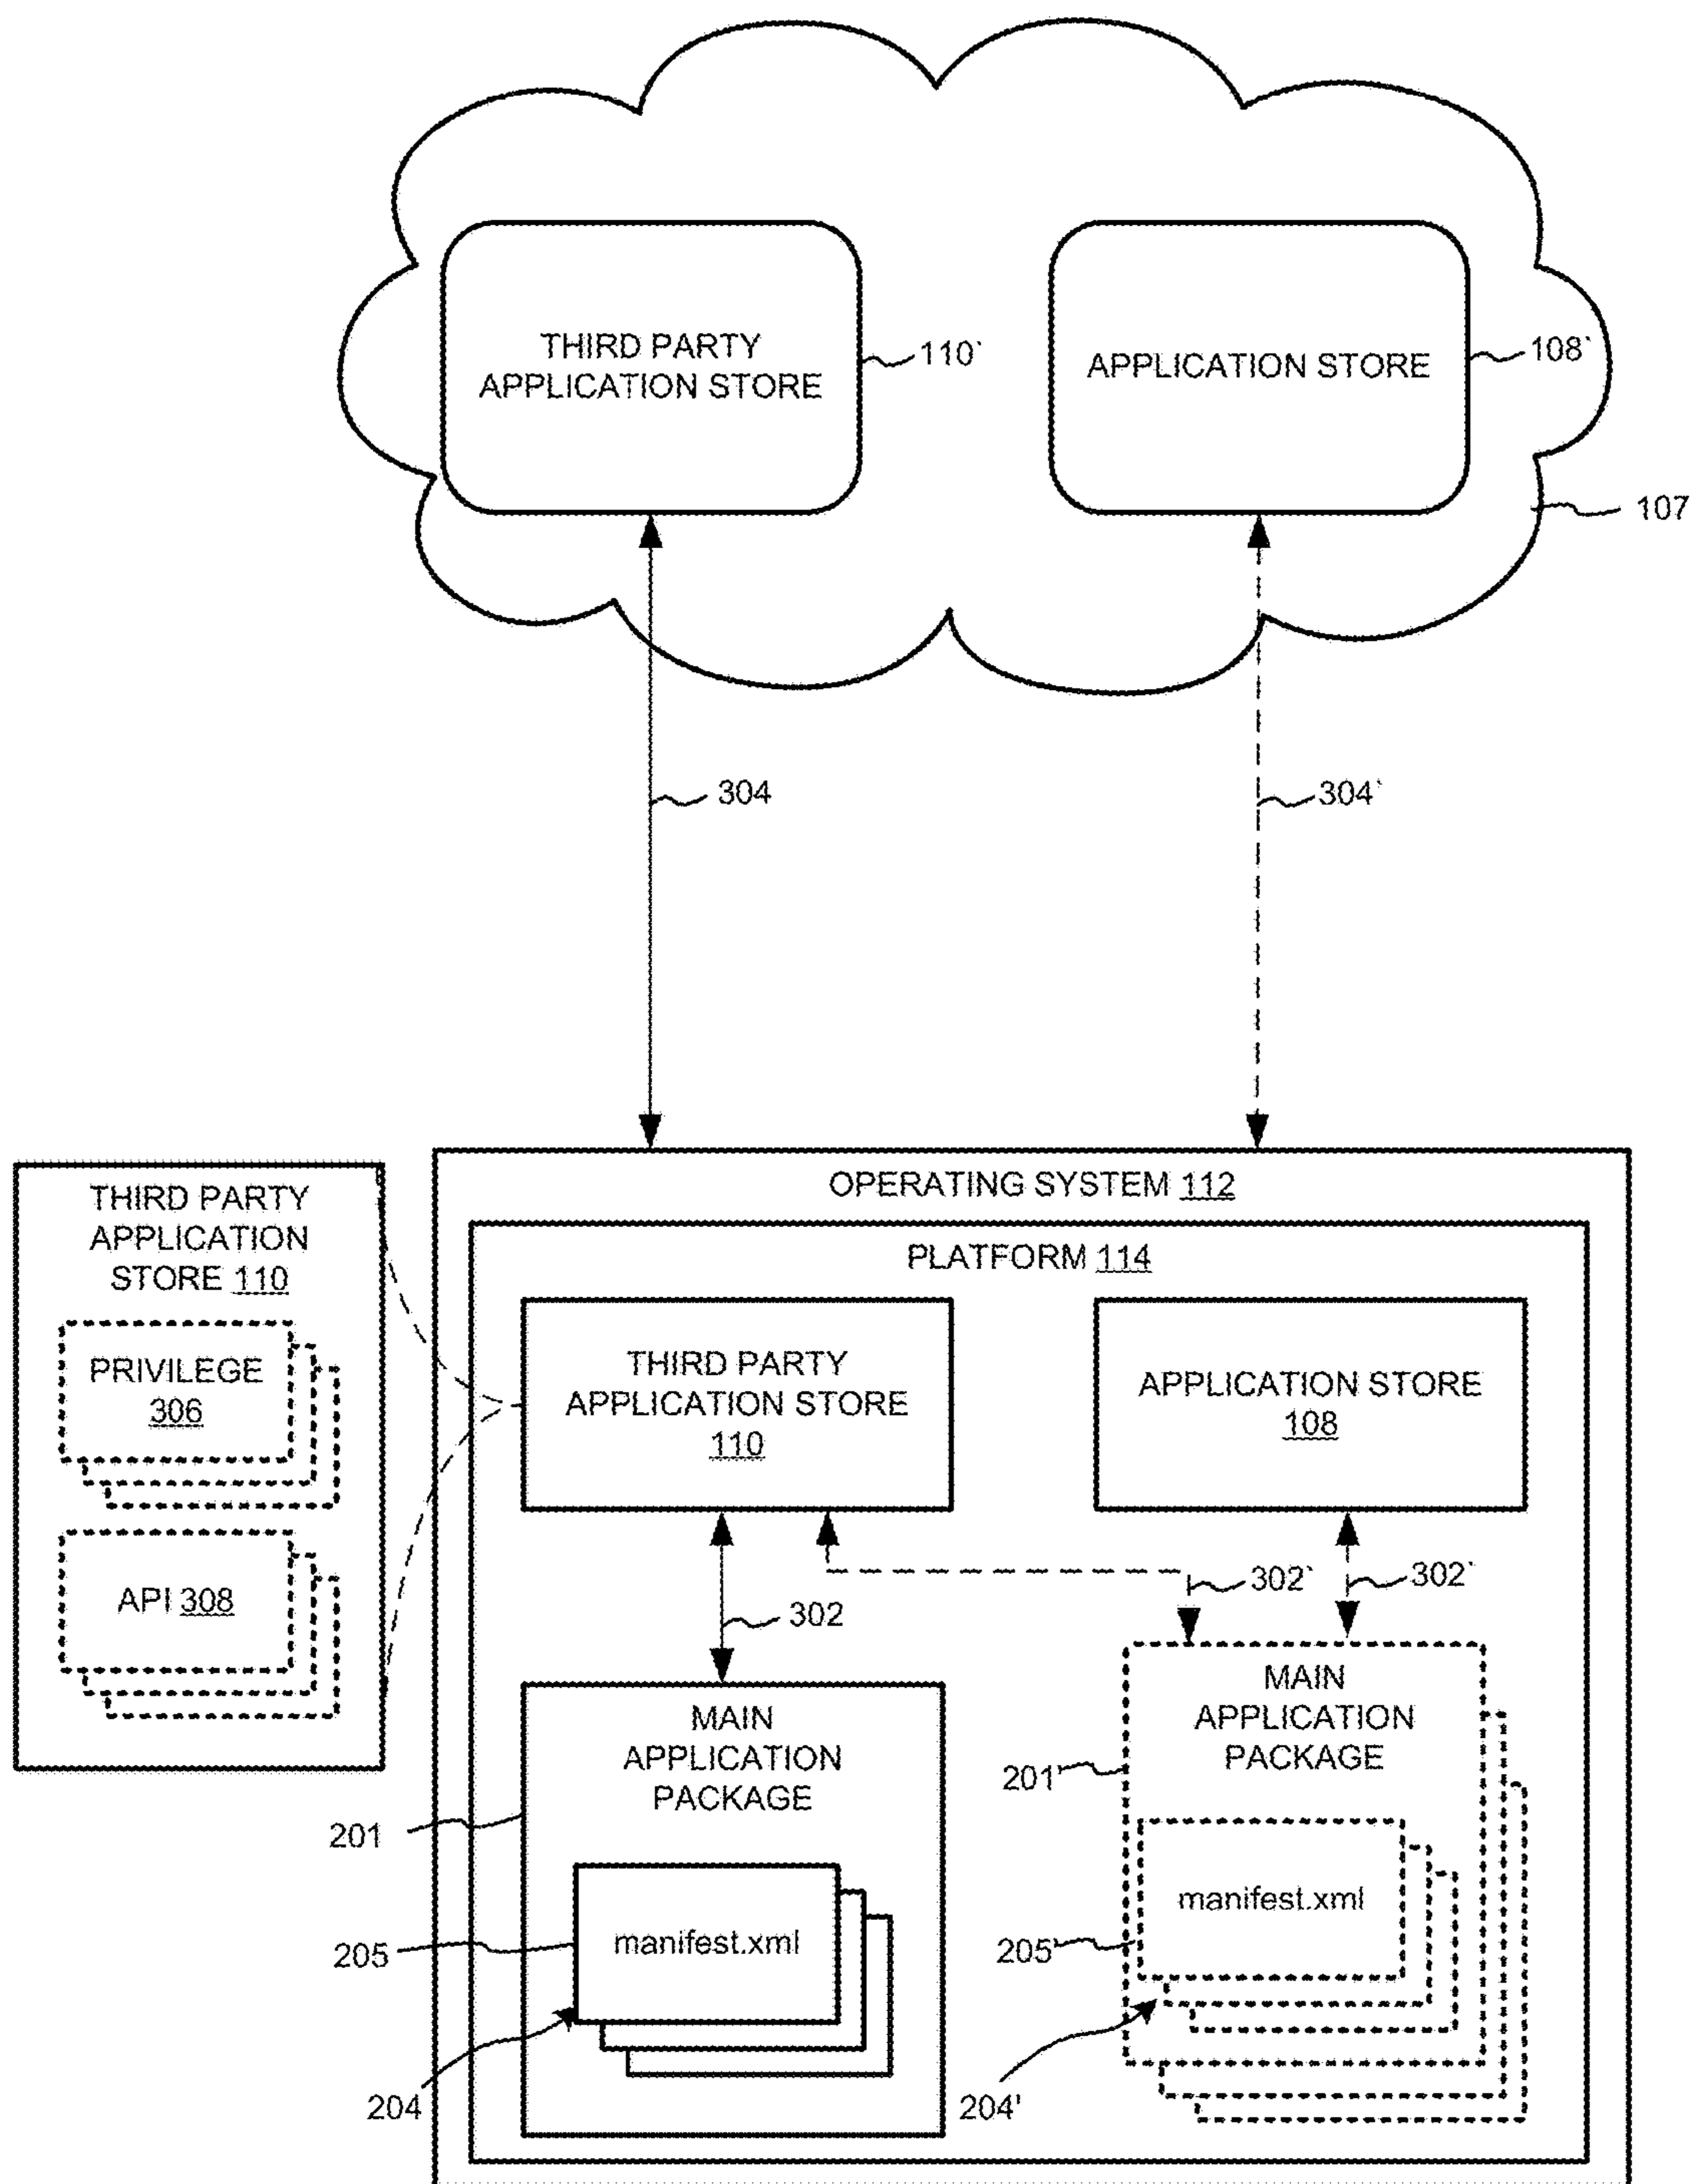 THIRD PARTY
APPLICATION STORE
110`
APPLICATION STORE
108`
107
304
304`
THIRD PARTY
APPLICATION
STORE 110
PRIVILEGE
306
API 308
OPERATING SYSTEM 112
PLATFORM 114
THIRD PARTY
APPLICATION STORE
110
APPLICATION STORE
108
302
302`
302`
MAIN
APPLICATION
PACKAGE
201
manifest.xml
205
204
MAIN
APPLICATION
PACKAGE
201'
manifest.xml
205'
204'